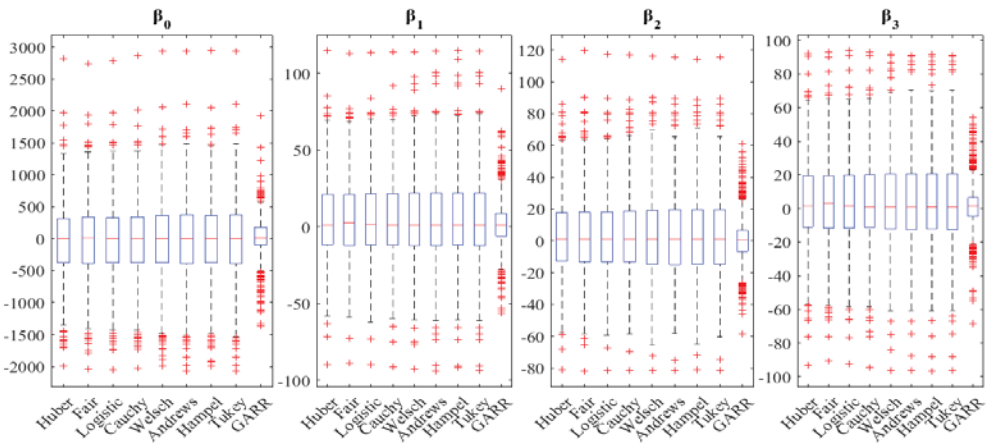 β0
3000
2500
2000
1500
1000
500
0
-500
-1000
-1500
-2000
Huber
Fair
Logistic
Cauchy
Welsch
Andrews
Hampel
Tukey
GARR
β1
100
50
0
-50
-100
Huber
Fair
Logistic
Cauchy
Welsch
Andrews
Hampel
Tukey
GARR
β2
120
100
80
60
40
20
0
-20
-40
-60
-80
Huber
Fair
Logistic
Cauchy
Welsch
Andrews
Hampel
Tukey
GARR
β3
100
80
60
40
20
0
-20
-40
-60
-80
-100
Huber
Fair
Logistic
Cauchy
Welsch
Andrews
Hampel
Tukey
GARR